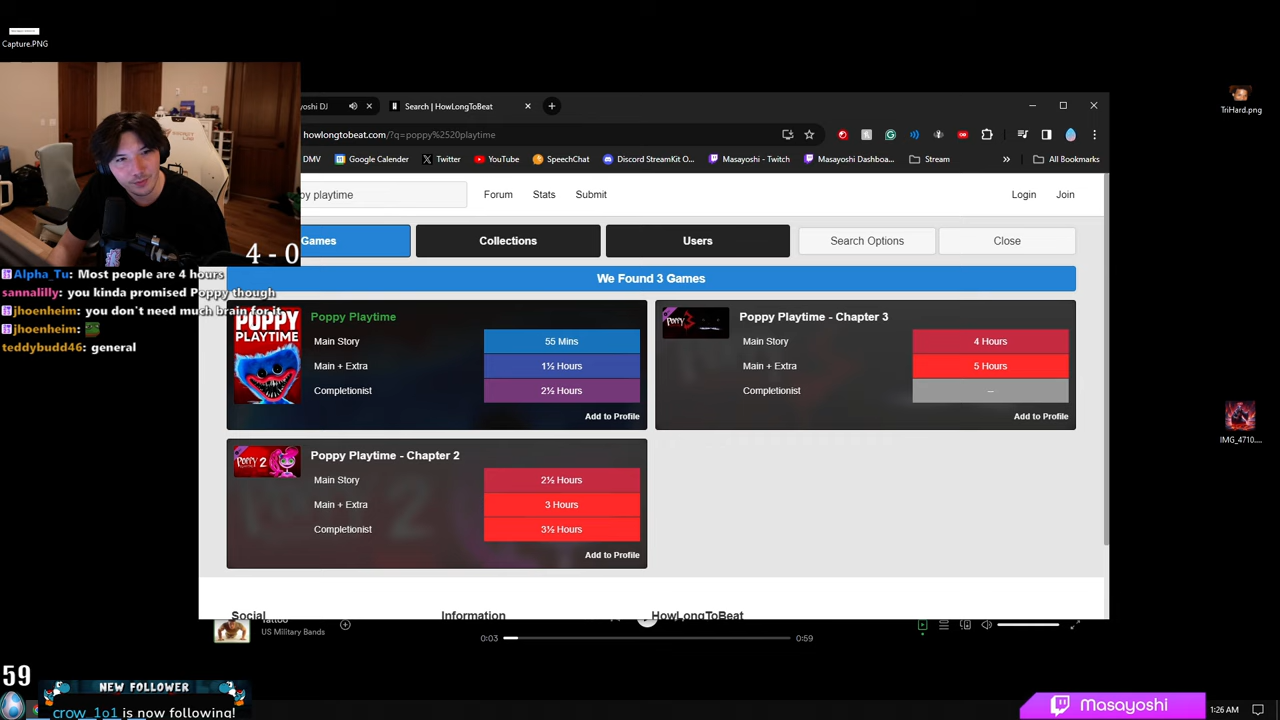 Capture.PNG
TriHard.png
IMG_4710....
yoshi DJ
Search | HowLongToBeat
howlongtobeat.com/?q=poppy%2520playtime
DMV
Google Calender
Twitter
YouTube
SpeechChat
Discord StreamKit O...
Masayoshi - Twitch
Masayoshi Dashboa...
Stream
»
All Bookmarks
py playtime
Forum
Stats
Submit
Login
Join
Games
Collections
Users
Search Options
Close
We Found 3 Games
POPPY PLAYTIME
Poppy Playtime
Main Story 55 Mins
Main + Extra 1½ Hours
Completionist 2½ Hours
Add to Profile
Poppy Playtime - Chapter 3
Main Story 4 Hours
Main + Extra 5 Hours
Completionist --
Add to Profile
POPPY 2
Poppy Playtime - Chapter 2
Main Story 2½ Hours
Main + Extra 3 Hours
Completionist 3½ Hours
Add to Profile
Social
Information
HowLongToBeat
4 - 0
Alpha_Tu: Most people are 4 hours
sannalilly: you kinda promised Poppy though
jhoenheim: you don't need much brain for it
jhoenheim:
teddybudd46: general
Tattoo
US Military Bands
0:03
0:59
59
NEW FOLLOWER
crow_1o1 is now following!
Masayoshi
1:26 AM